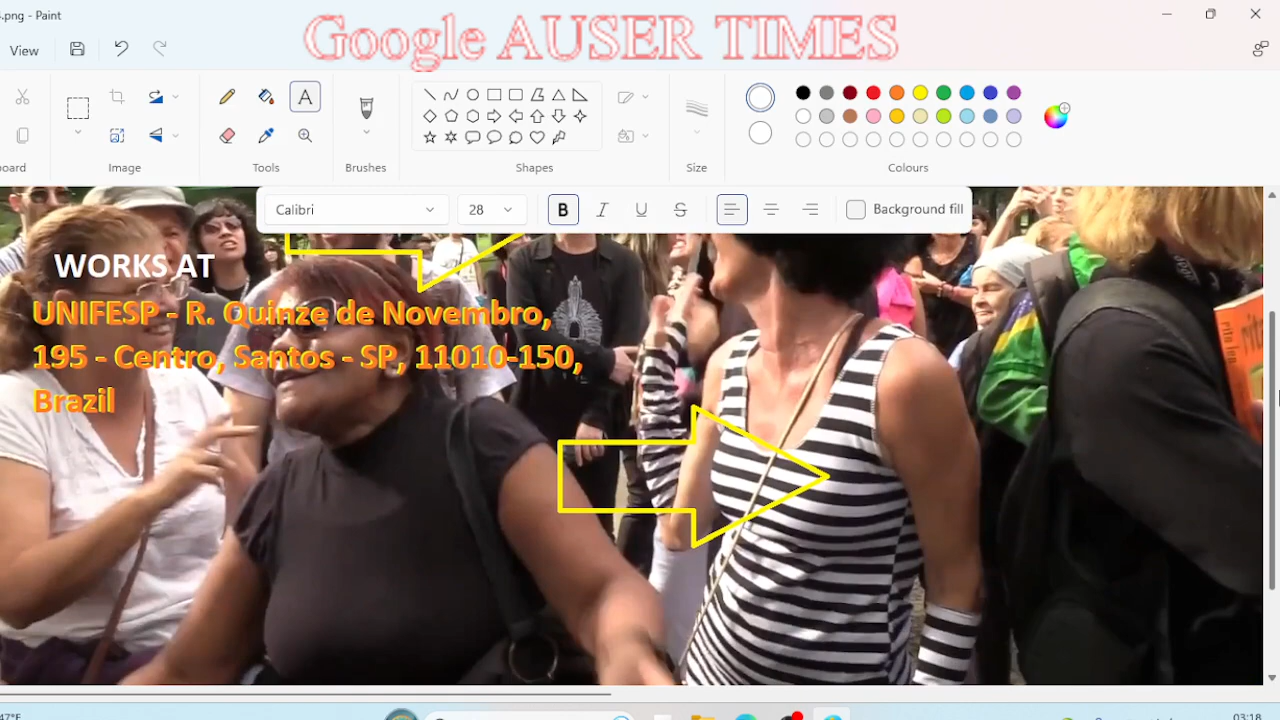 .png - Paint
Google AUSER TIMES
View
Image
Tools
Brushes
Shapes
Size
Colours
Calibri
28
B
I
U
S
Background fill
WORKS AT
UNIFESP - R. Quinze de Novembro,
195 - Centro, Santos - SP, 11010-150,
Brazil
47°F
03:18